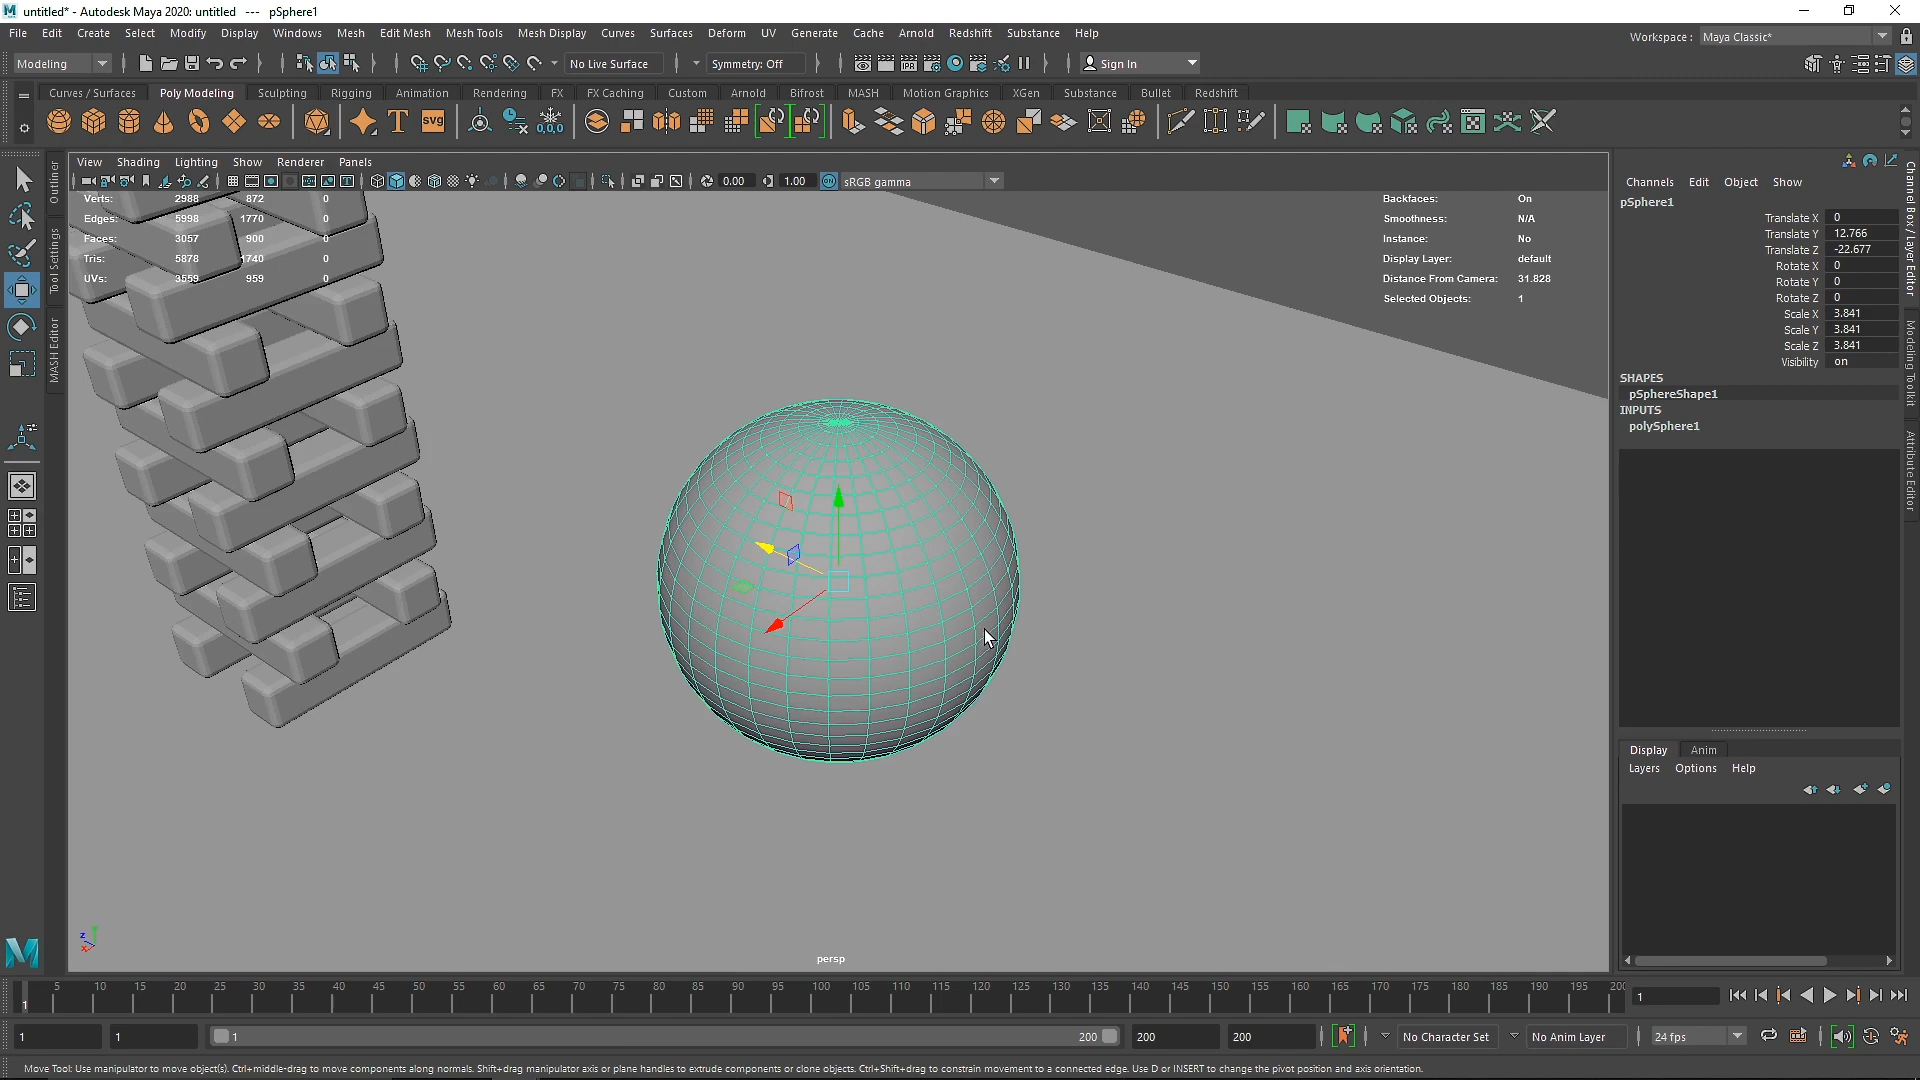 untitled* - Autodesk Maya 2020: untitled --- pSphere1
File Edit Create Select Modify Display Windows Mesh Edit Mesh Mesh Tools Mesh Display Curves Surfaces Deform UV Generate Cache Arnold Redshift Substance Help
Workspace : Maya Classic*
Modeling No Live Surface Symmetry: Off Sign In
Curves / Surfaces Poly Modeling Sculpting Rigging Animation Rendering FX FX Caching Custom Arnold Bifrost MASH Motion Graphics XGen Substance Bullet Redshift
SVG 0,0,0
View Shading Lighting Show Renderer Panels
0.00 1.00 ON sRGB gamma
Outliner
Tool Settings
MASH Editor
Verts: 2988 872 0
Edges: 5998 1770 0
Faces: 3057 900 0
Tris: 5878 1740 0
UVs: 3559 959 0
Backfaces: On
Smoothness: N/A
Instance: No
Display Layer: default
Distance From Camera: 31.828
Selected Objects: 1
persp
Channels Edit Object Show
pSphere1
Translate X 0
Translate Y 12.766
Translate Z -22.677
Rotate X 0
Rotate Y 0
Rotate Z 0
Scale X 3.841
Scale Y 3.841
Scale Z 3.841
Visibility on
SHAPES
pSphereShape1
INPUTS
polySphere1
Channel Box / Layer Editor
Modeling Toolkit
Attribute Editor
Display Anim
Layers Options Help
1 5 10 15 20 25 30 35 40 45 50 55 60 65 70 75 80 85 90 95 100 105 110 115 120 125 130 135 140 145 150 155 160 165 170 175 180 185 190 195 200 1
1 1 1 200 200 200 No Character Set No Anim Layer 24 fps
Move Tool: Use manipulator to move object(s). Ctrl+middle-drag to move components along normals. Shift+drag manipulator axis or plane handles to extrude components or clone objects. Ctrl+Shift+drag to constrain movement to a connected edge. Use D or INSERT to change the pivot position and axis orientation.